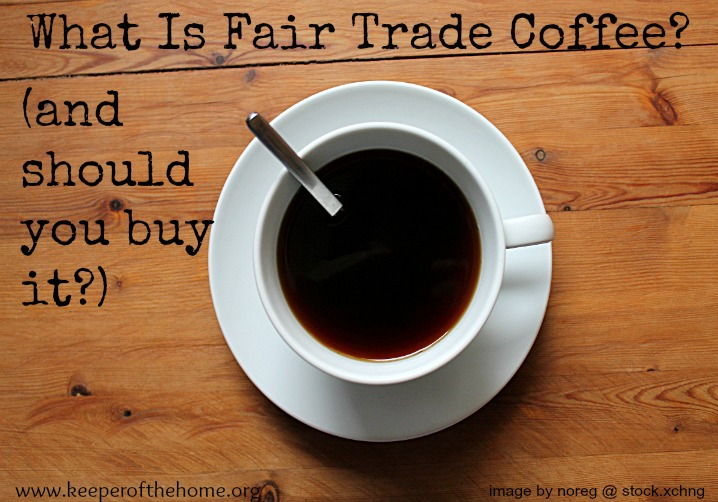 What Is Fair Trade Coffee?
(and
should
you buy
it?)
www.keeperofthehome.org
image by noreg @ stock.xchng